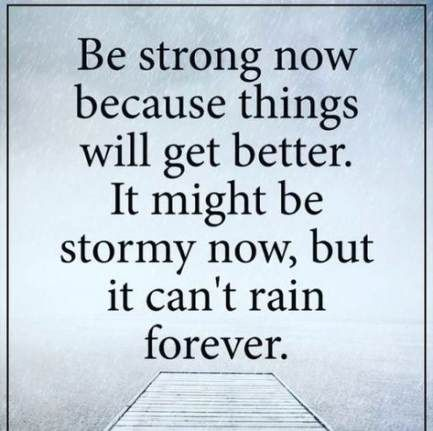 Be strong now
because things
will get better.
It might be
stormy now, but
it can't rain
forever.